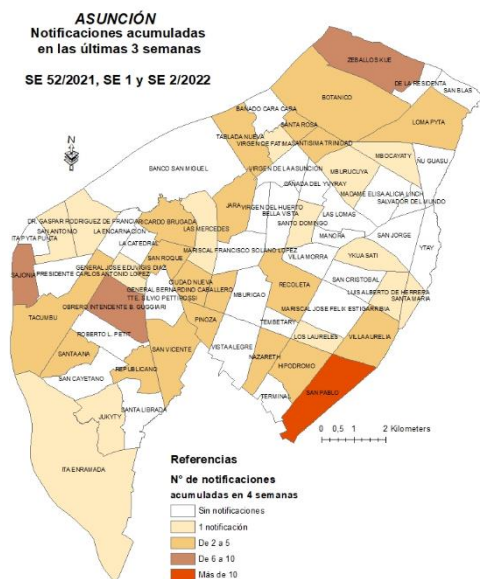 ASUNCIÓN
Notificaciones acumuladas
en las últimas 3 semanas
SE 52/2021, SE 1 y SE 2/2022
N
ZEBALLOS KUE
DE LA RESIDENTA
SAN BLAS
BOTANICO
LOMA PYTA
BAÑADO CARA CARA
SANTA ROSA
TABLADA NUEVA
VIRGEN DE FATIMA
SANTISIMA TRINIDAD
MBOCAYATY
ÑU GUASU
BANCO SAN MIGUEL
VIRGEN DE LA ASUNCION
MBURUCUYA
CAÑADA DEL YVYRAY
MADAME ELISA ALICIA LINCH
SALVADOR DEL MUNDO
JARA
VIRGEN DEL HUERTO
BELLA VISTA
LAS LOMAS
SANTO DOMINGO
DR. GASPAR RODRIGUEZ DE FRANCIA
RICARDO BRUGADA
SAN ANTONIO
LA ENCARNACION
LAS MERCEDES
MANORA
SAN JORGE
ITA PYTA PUNTA
LA CATEDRAL
MARISCAL FRANCISCO SOLANO LOPEZ
SAN ROQUE
VILLA MORRA
YKUA SATI
YTAY
GENERAL JOSE EDUVIGIS DIAZ
SAJONIA
PRESIDENTE CARLOS ANTONIO LOPEZ
CIUDAD NUEVA
SAN CRISTOBAL
GENERAL BERNARDINO CABALLERO
RECOLETA
LUIS ALBERTO DE HERRERA
TTE. SILVIO PETTIROSSI
MBURICAO
SANTA MARIA
OBRERO INTENDENTE B. GUGGIARI
MARISCAL JOSE FELIX ESTIGARRIBIA
TACUMBU
PINOZA
TEMBETARY
ROBERTO L. PETIT
LOS LAURELES
VILLA AURELIA
SANTA ANA
SAN VICENTE
VISTA ALEGRE
NAZARETH
HIPODROMO
REPUBLICANO
SAN CAYETANO
TERMINAL
SAN PABLO
SANTA LIBRADA
JUKYTY
ITA ENRAMADA
0 0,5 1 2 Kilometers
Referencias
N° de notificaciones
acumuladas en 4 semanas
Sin notificaciones
1 notificación
De 2 a 5
De 6 a 10
Más de 10